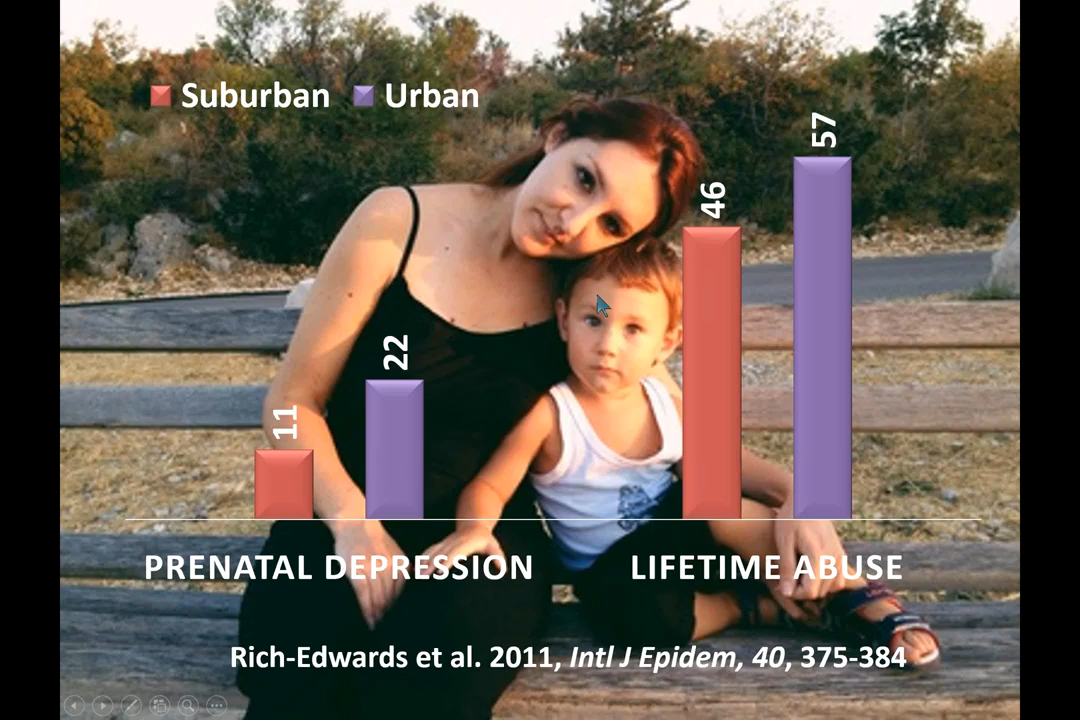 Suburban Urban
57
46
22
11
PRENATAL DEPRESSION LIFETIME ABUSE
Rich-Edwards et al. 2011, Intl J Epidem, 40, 375-384